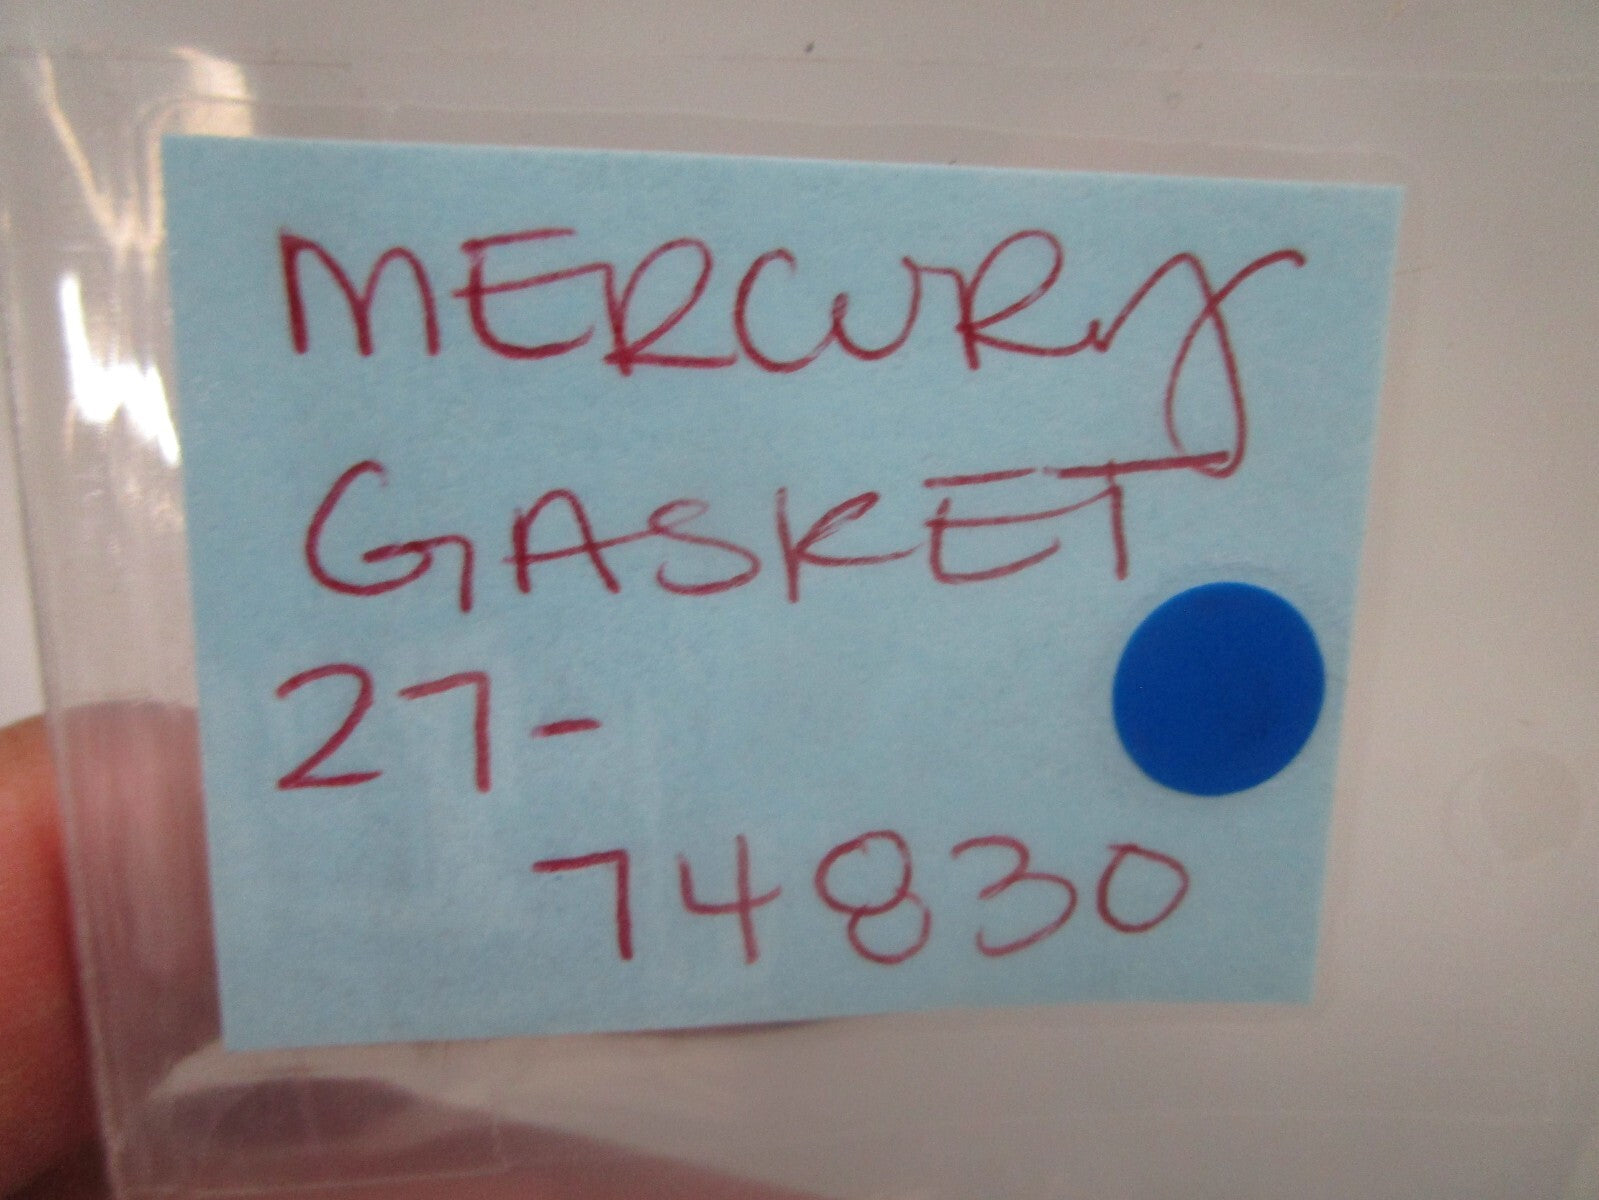 MERCURY
GASKET
27-
74830